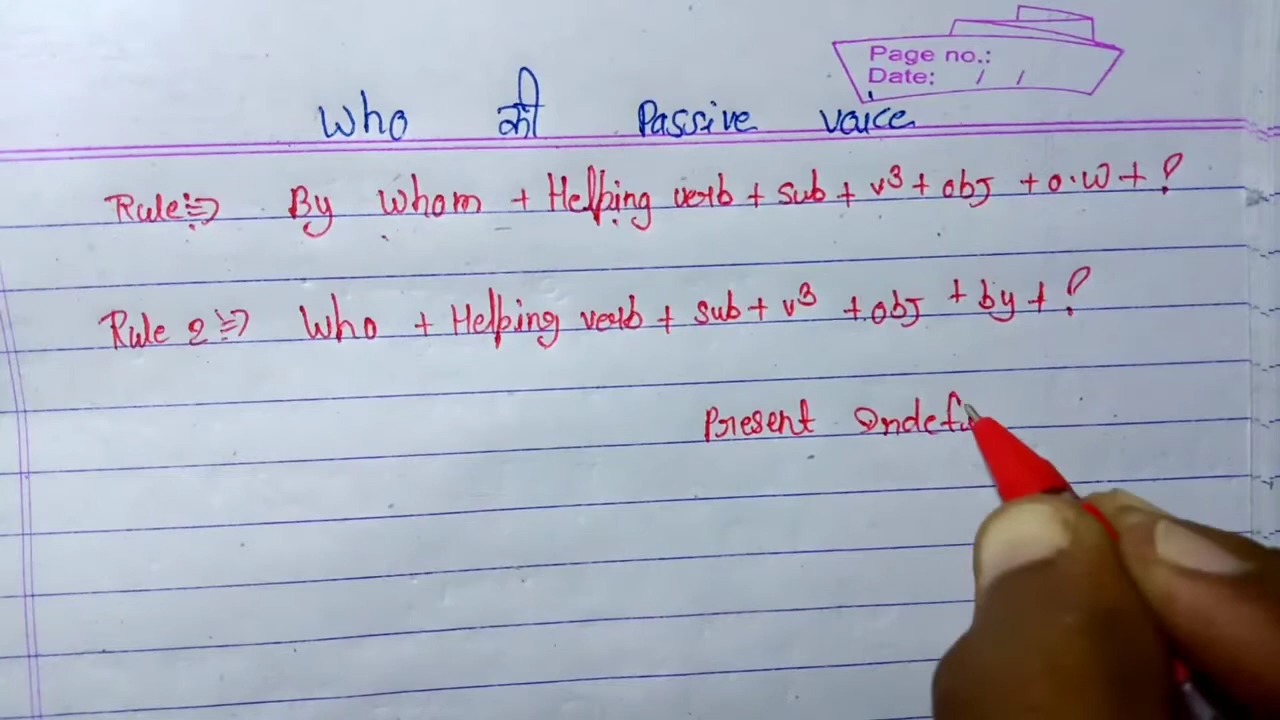 Page no.:
Date: / /
Who की Passive voice
Rule:⇒ By whom + Helping verb + sub + v³ + obj + o.w + ?
Rule 2⇒ Who + Helping verb + sub + v³ + obj + by + ?
Present Indef